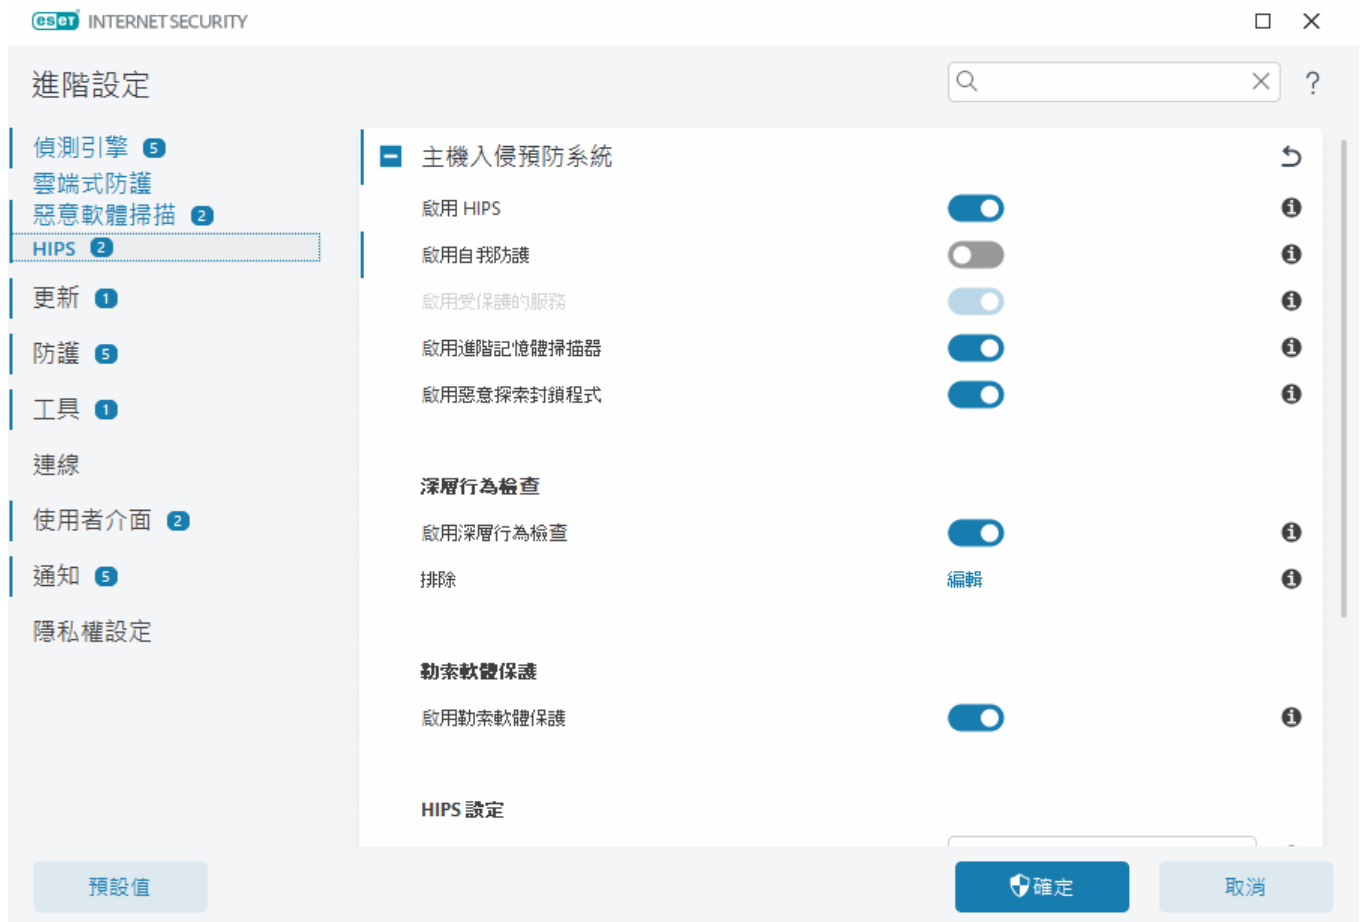 eset INTERNET SECURITY
進階設定
?
偵測引擎 5
雲端式防護
惡意軟體掃描 2
HIPS 2
更新 1
防護 5
工具 1
連線
使用者介面 2
通知 5
隱私權設定
主機入侵預防系統
啟用 HIPS
啟用自我防護
啟用受保護的服務
啟用進階記憶體掃描器
啟用惡意探索封鎖程式
深層行為檢查
啟用深層行為檢查
排除 編輯
勒索軟體保護
啟用勒索軟體保護
HIPS 設定
預設值 確定 取消